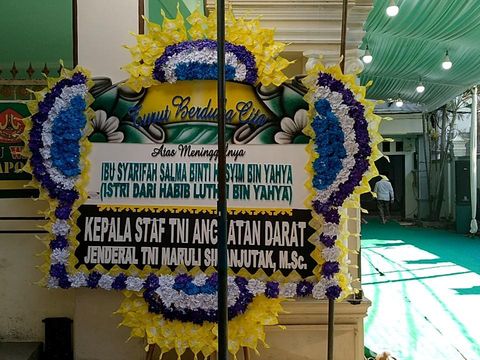 Turut Berduka Cita
Atas Meninggalnya
IBU SYARIFAH SALMA BINTI HASYIM BIN YAHYA
(ISTRI DARI HABIB LUTHFI BIN YAHYA)
KEPALA STAF TNI ANGKATAN DARAT
JENDERAL TNI MARULI SIMANJUTAK, M.Sc.